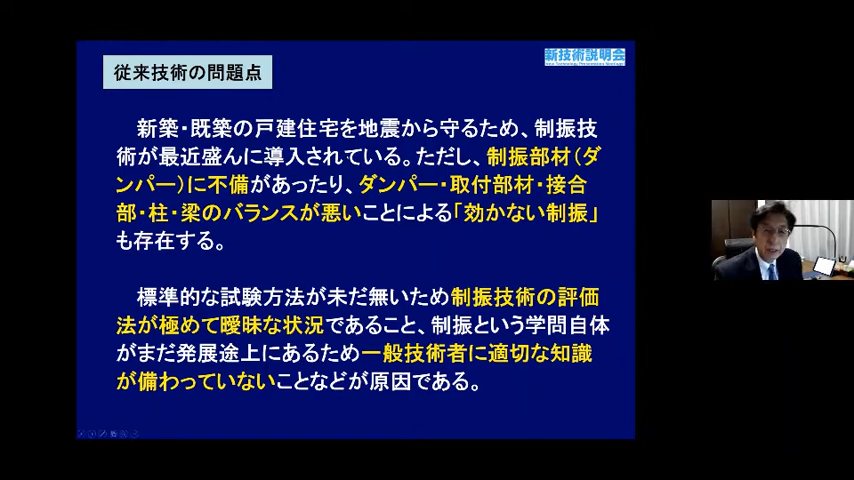 新技術説明会
New Technology Presentation Meetings!
従来技術の問題点
新築・既築の戸建住宅を地震から守るため、制振技
術が最近盛んに導入されている。ただし、制振部材（ダ
ンパー）に不備があったり、ダンパー・取付部材・接合
部・柱・梁のバランスが悪いことによる「効かない制振」
も存在する。
標準的な試験方法が未だ無いため制振技術の評価
法が極めて曖昧な状況であること、制振という学問自体
がまだ発展途上にあるため一般技術者に適切な知識
が備わっていないことなどが原因である。